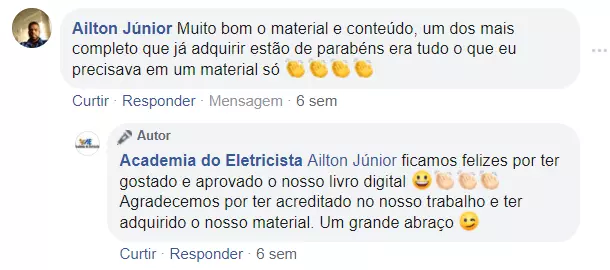 Ailton Júnior Muito bom o material e conteúdo, um dos mais
completo que já adquirir estão de parabéns era tudo o que eu
precisava em um material só 👏👏👏👏
Curtir · Responder · Mensagem · 6 sem
Autor
Academia do Eletricista Ailton Júnior ficamos felizes por ter
gostado e aprovado o nosso livro digital 😀👏🏻👏🏻👏🏻
Agradecemos por ter acreditado no nosso trabalho e ter
adquirido o nosso material. Um grande abraço 😉
Curtir · Responder · 6 sem